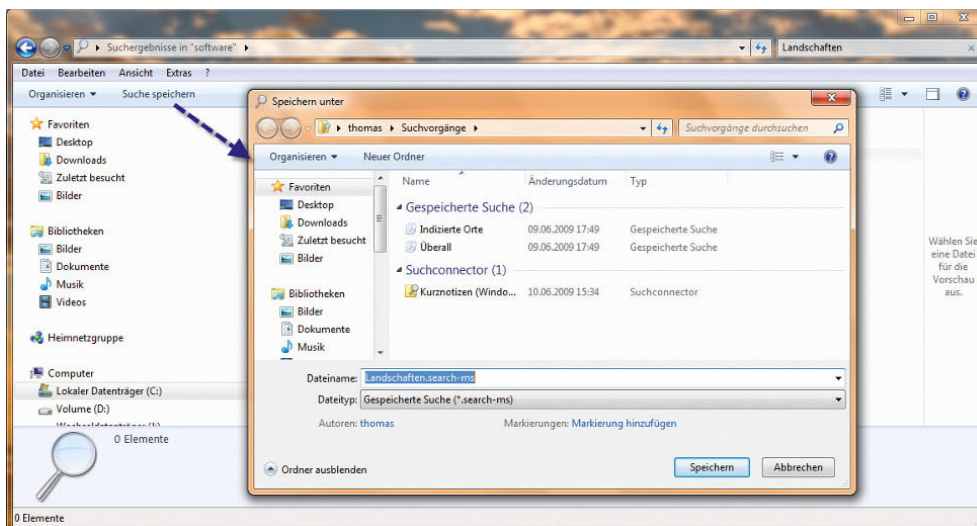 Suchergebnisse in "software"
Landschaften
Datei Bearbeiten Ansicht Extras ?
Organisieren Suche speichern
Favoriten
Desktop
Downloads
Zuletzt besucht
Bilder
Bibliotheken
Bilder
Dokumente
Musik
Videos
Heimnetzgruppe
Computer
Lokaler Datenträger (C:)
Volume (D:)
Speichern unter
thomas Suchvorgänge
Suchvorgänge durchsuchen
Organisieren Neuer Ordner
Favoriten
Desktop
Downloads
Zuletzt besucht
Bilder
Bibliotheken
Bilder
Dokumente
Musik
Name Änderungsdatum Typ
Gespeicherte Suche (2)
Indizierte Orte 09.06.2009 17:49 Gespeicherte Suche
Überall 09.06.2009 17:49 Gespeicherte Suche
Suchconnector (1)
Kurznotizen (Windo... 10.06.2009 15:34 Suchconnector
Dateiname: Landschaften.search-ms
Dateityp: Gespeicherte Suche (*.search-ms)
Autoren: thomas Markierungen: Markierung hinzufügen
Ordner ausblenden Speichern Abbrechen
Wählen Sie
eine Datei
für die
Vorschau
aus.
0 Elemente
0 Elemente